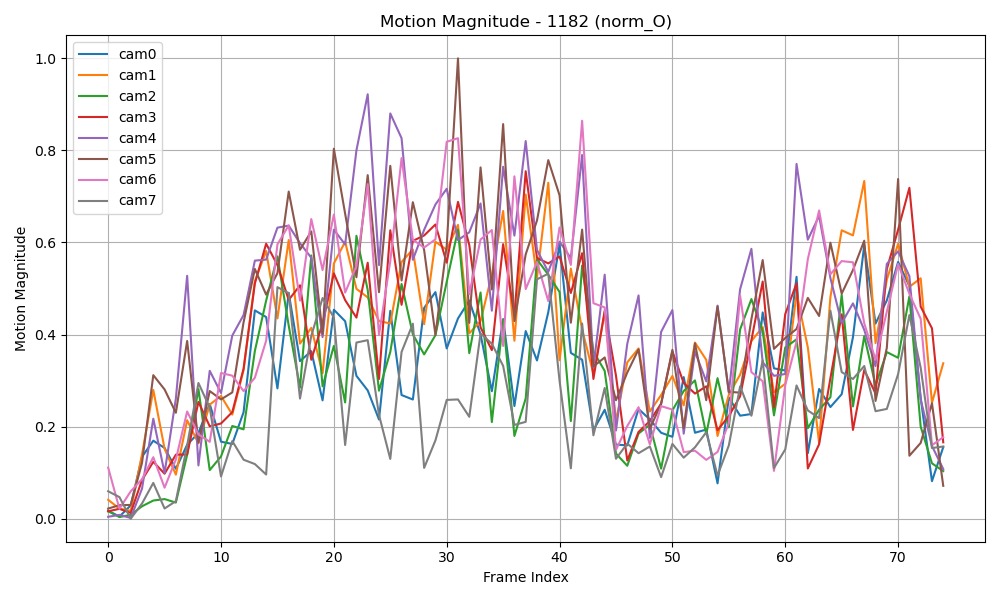 Motion Magnitude - 1182 (norm_O)
cam0
cam1
cam2
cam3
cam4
cam5
cam6
cam7
Motion Magnitude
1.0
0.8
0.6
0.4
0.2
0.0
0 10 20 30 40 50 60 70
Frame Index